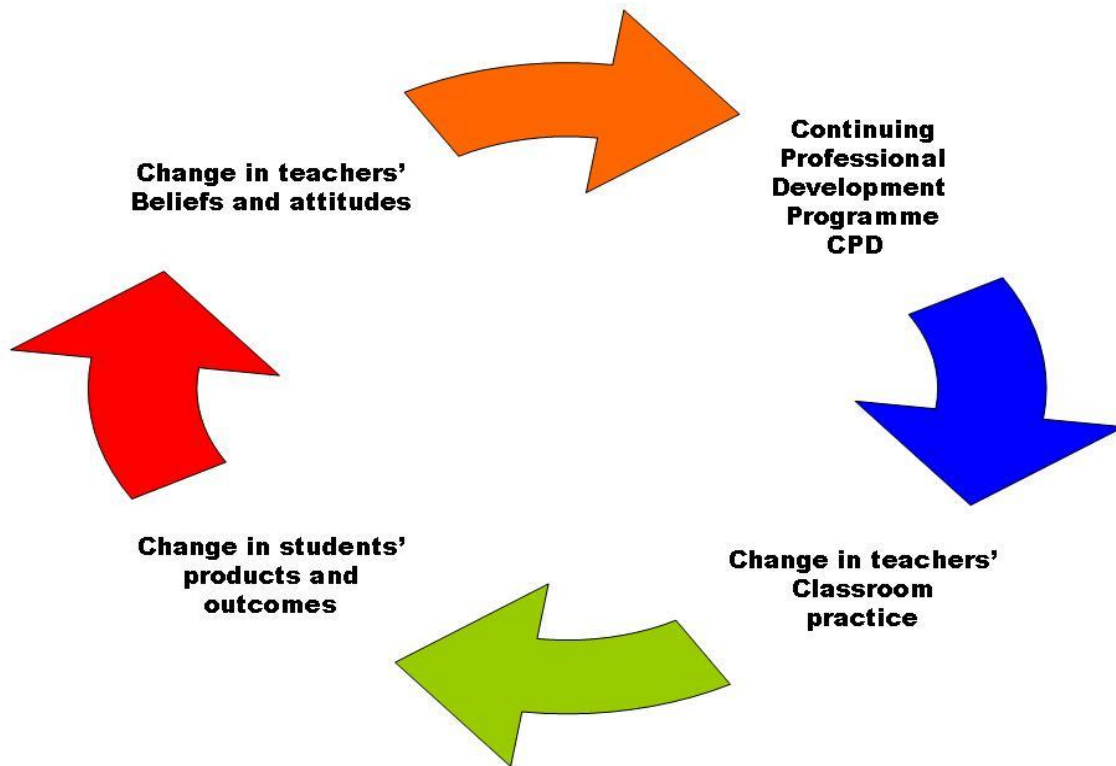 Continuing
Professional
Development
Programme
CPD
Change in teachers’
Classroom
practice
Change in students’
products and
outcomes
Change in teachers’
Beliefs and attitudes